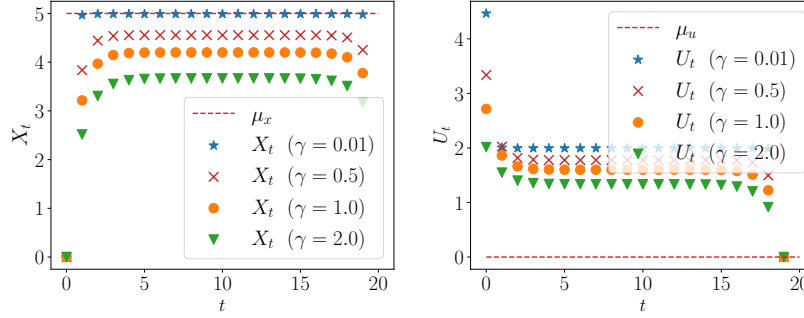 5
4
3
2
1
0
X_t
μ_x
X_t (γ = 0.01)
X_t (γ = 0.5)
X_t (γ = 1.0)
X_t (γ = 2.0)
0 5 10 15 20
t
4
3
2
1
0
U_t
μ_u
U_t (γ = 0.01)
U_t (γ = 0.5)
U_t (γ = 1.0)
U_t (γ = 2.0)
0 5 10 15 20
t